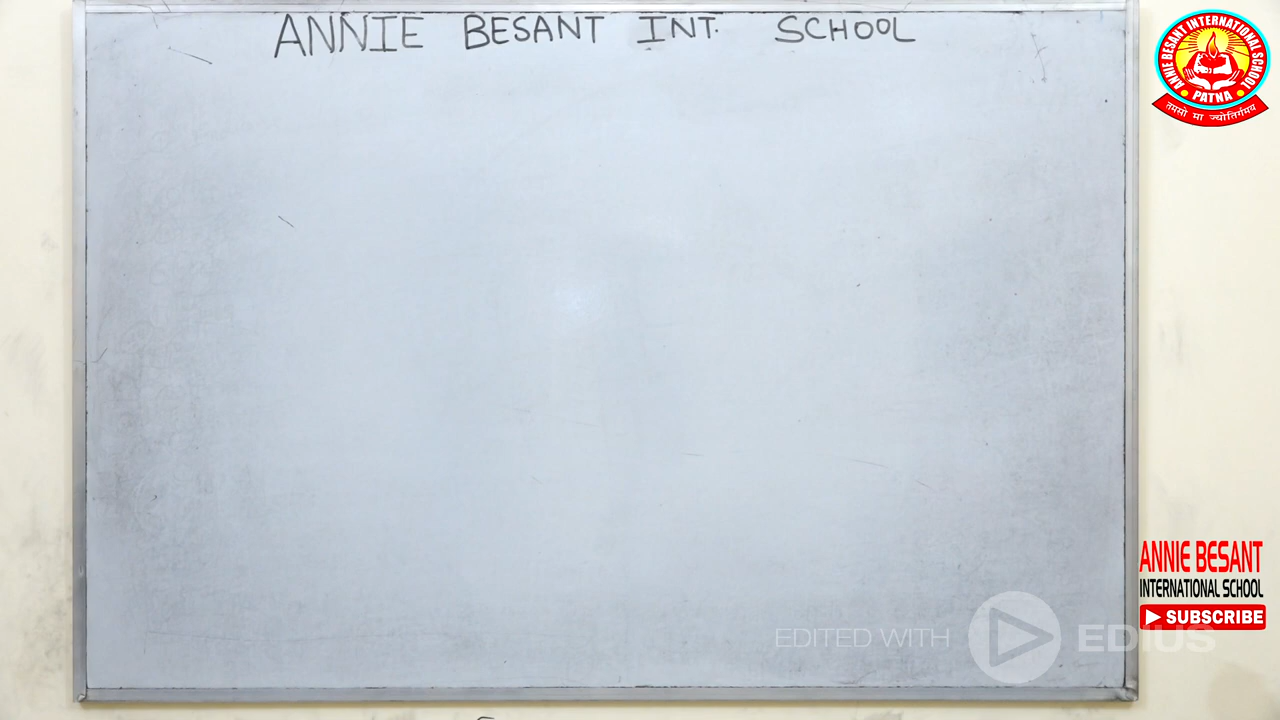 ANNIE BESANT INT. SCHOOL
ANNIE BESANT INTERNATIONAL SCHOOL
PATNA
तमसो मा ज्योतिर्गमय
ANNIE BESANT
INTERNATIONAL SCHOOL
SUBSCRIBE
EDITED WITH EDIUS